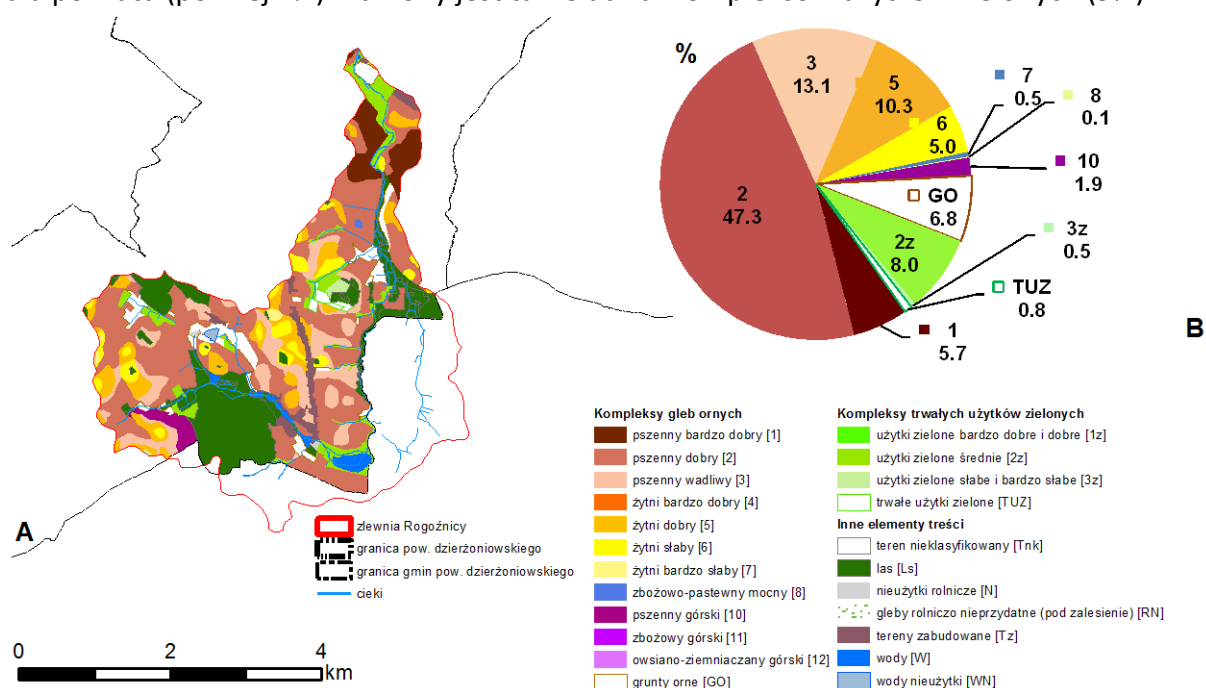 %
3
13.1
5
10.3
6
5.0
7
0.5
8
0.1
10
1.9
GO
6.8
2
47.3
2z
8.0
3z
0.5
TUZ
0.8
1
5.7
B
A
zlewnia Rogoźnicy
granica pow. dzierżoniowskiego
granica gmin pow. dzierżoniowskiego
cieki
0 2 4
km
Kompleksy gleb ornych
pszenny bardzo dobry [1]
pszenny dobry [2]
pszenny wadliwy [3]
żytni bardzo dobry [4]
żytni dobry [5]
żytni słaby [6]
żytni bardzo słaby [7]
zbożowo-pastewny mocny [8]
pszenny górski [10]
zbożowy górski [11]
owsiano-ziemniaczany górski [12]
grunty orne [GO]
Kompleksy trwałych użytków zielonych
użytki zielone bardzo dobre i dobre [1z]
użytki zielone średnie [2z]
użytki zielone słabe i bardzo słabe [3z]
trwałe użytki zielone [TUZ]
Inne elementy treści
teren nieklasyfikowany [Tnk]
las [Ls]
nieużytki rolnicze [N]
gleby rolniczo nieprzydatne (pod zalesienie) [RN]
tereny zabudowane [Tz]
wody [W]
wody nieużytki [WN]